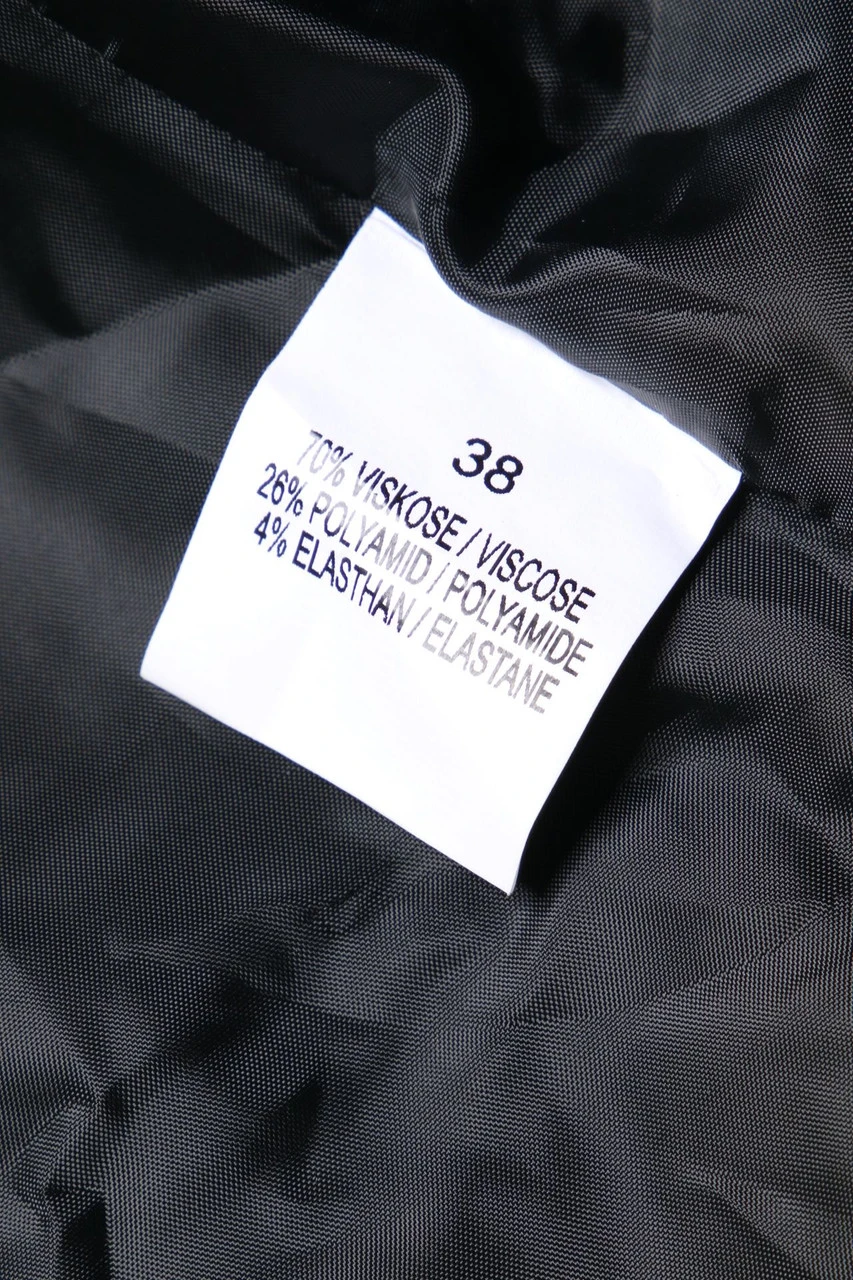 38
70% VISKOSE / VISCOSE
26% POLYAMID / POLYAMIDE
4% ELASTHAN / ELASTANE